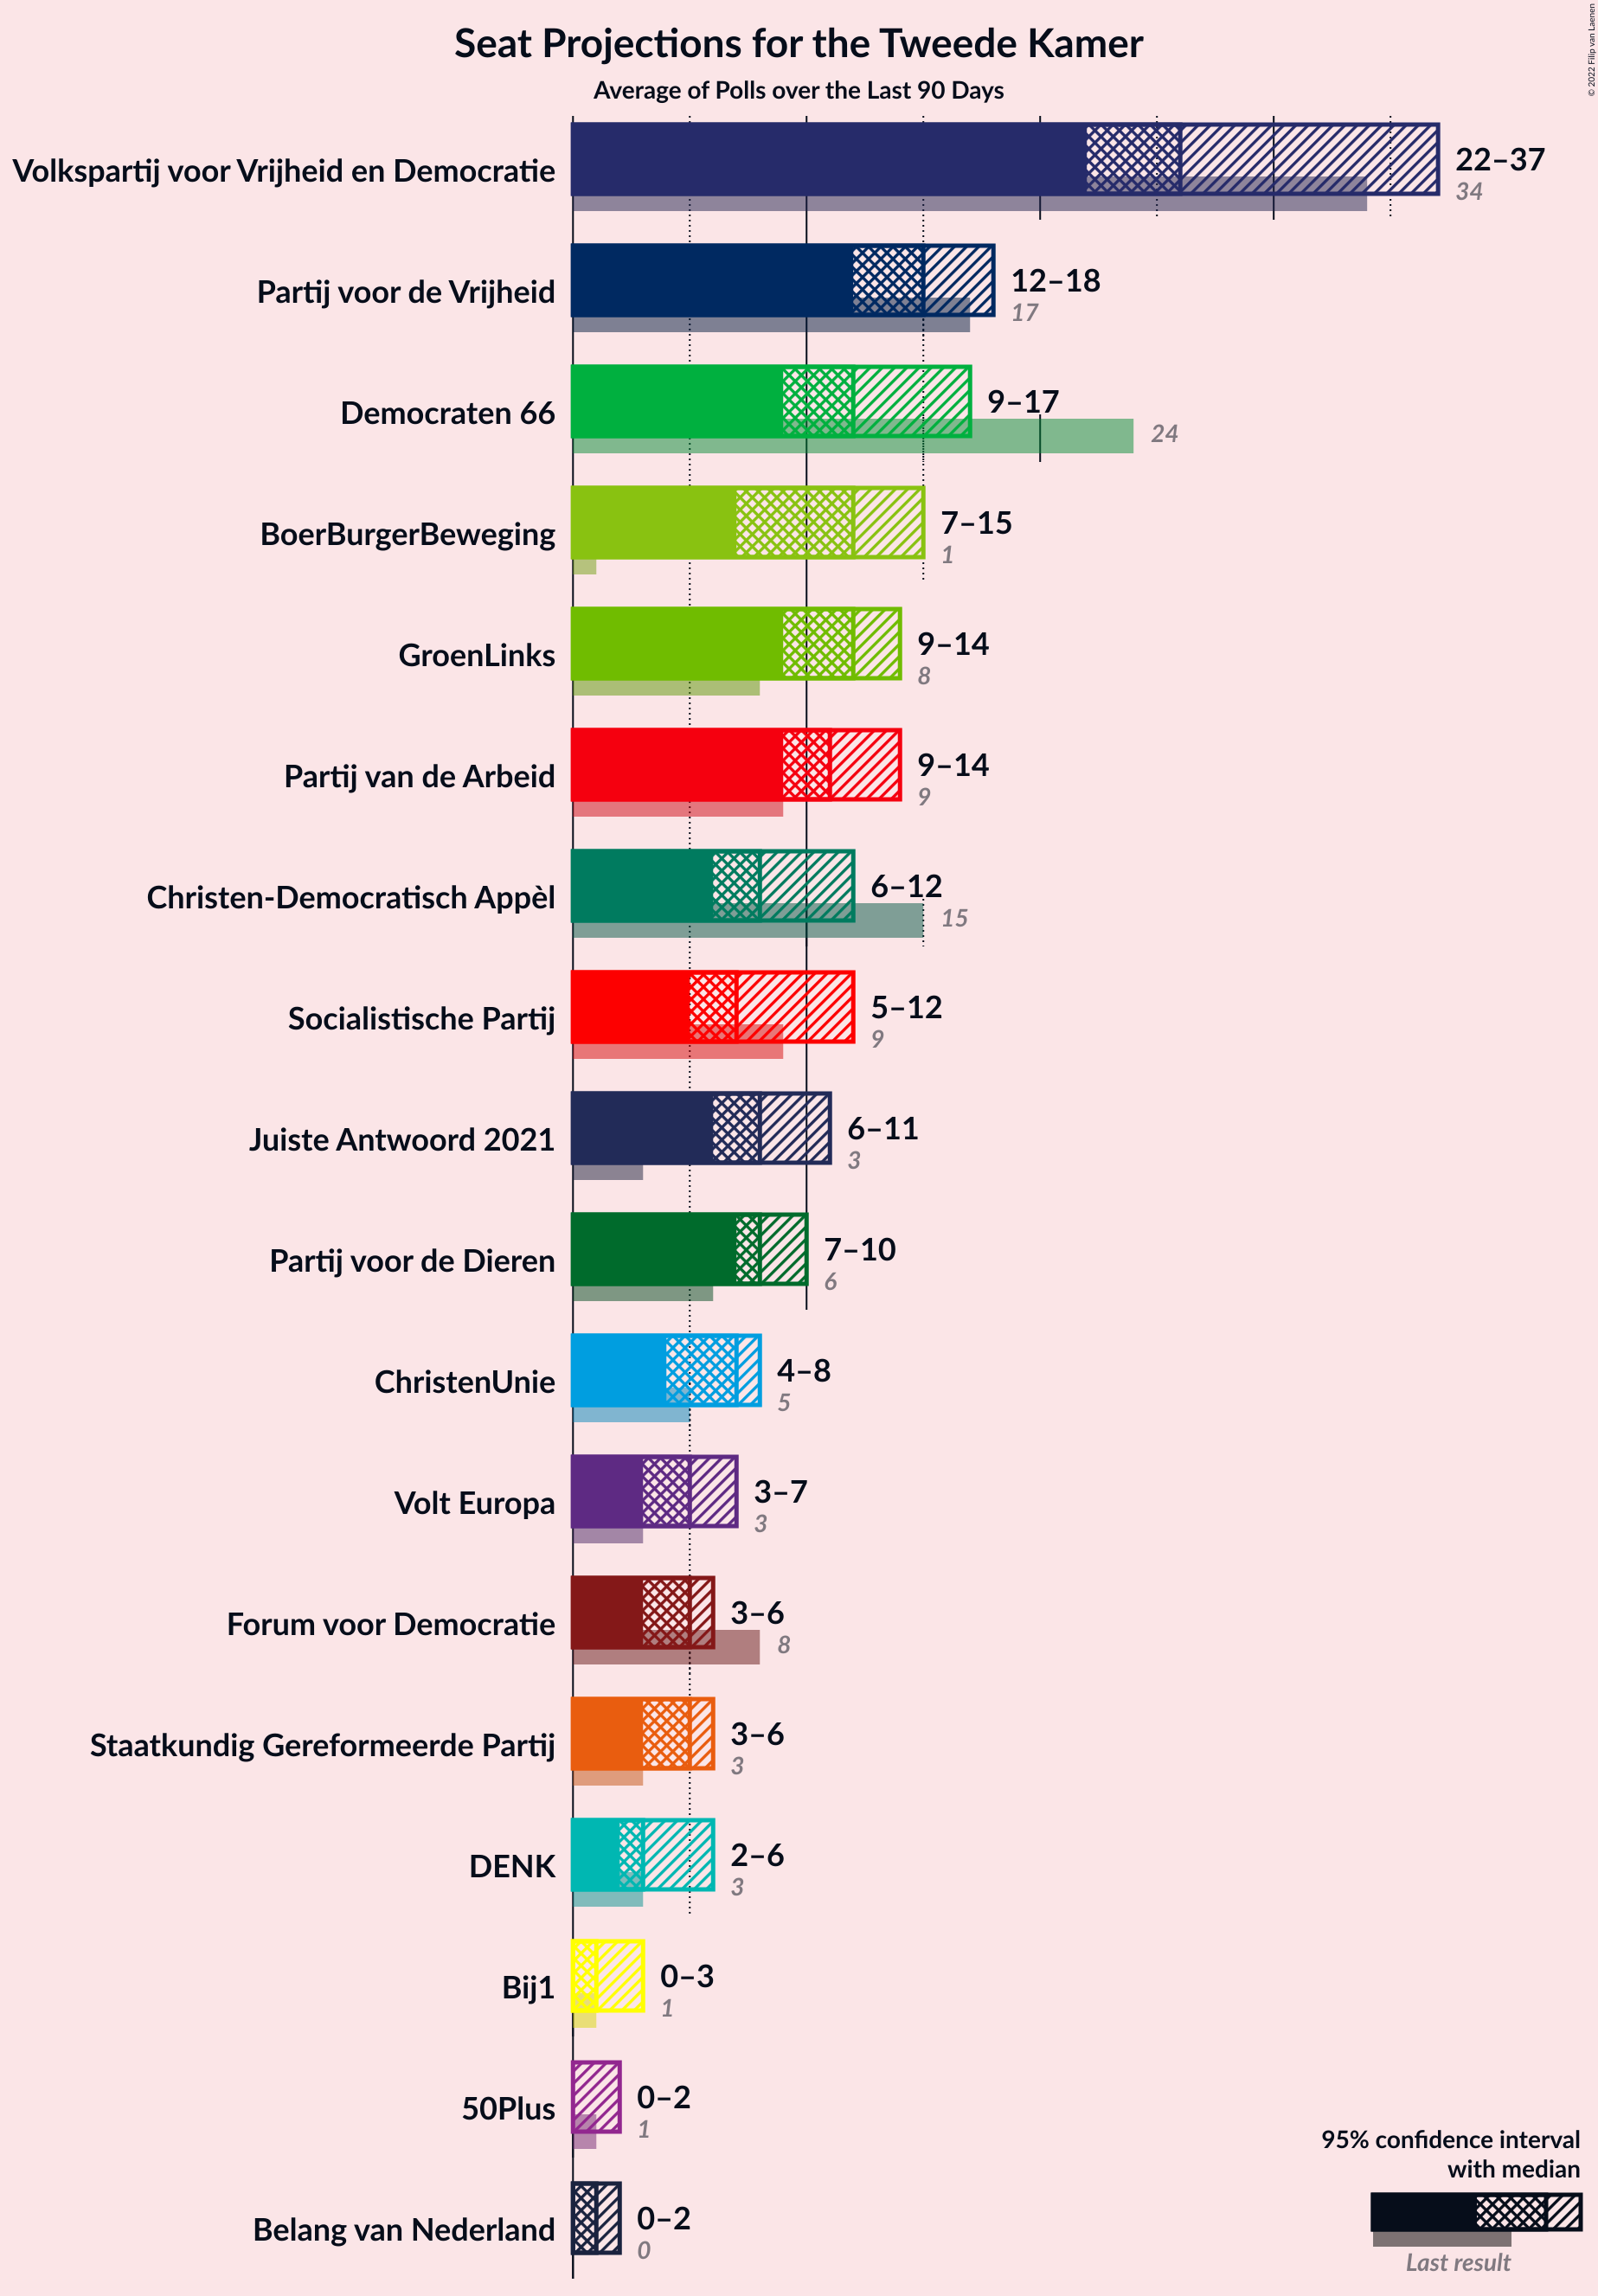 Seat Projections for the Tweede Kamer
Average of Polls over the Last 90 Days
© 2022 Filip van Laenen
Volkspartij voor Vrijheid en Democratie
22–37
34
Partij voor de Vrijheid
12–18
17
Democraten 66
9–17
24
BoerBurgerBeweging
7–15
1
GroenLinks
9–14
8
Partij van de Arbeid
9–14
9
Christen-Democratisch Appèl
6–12
15
Socialistische Partij
5–12
9
Juiste Antwoord 2021
6–11
3
Partij voor de Dieren
7–10
6
ChristenUnie
4–8
5
Volt Europa
3–7
3
Forum voor Democratie
3–6
8
Staatkundig Gereformeerde Partij
3–6
3
DENK
2–6
3
Bij1
0–3
1
50Plus
0–2
1
Belang van Nederland
0–2
0
95% confidence interval
with median
Last result